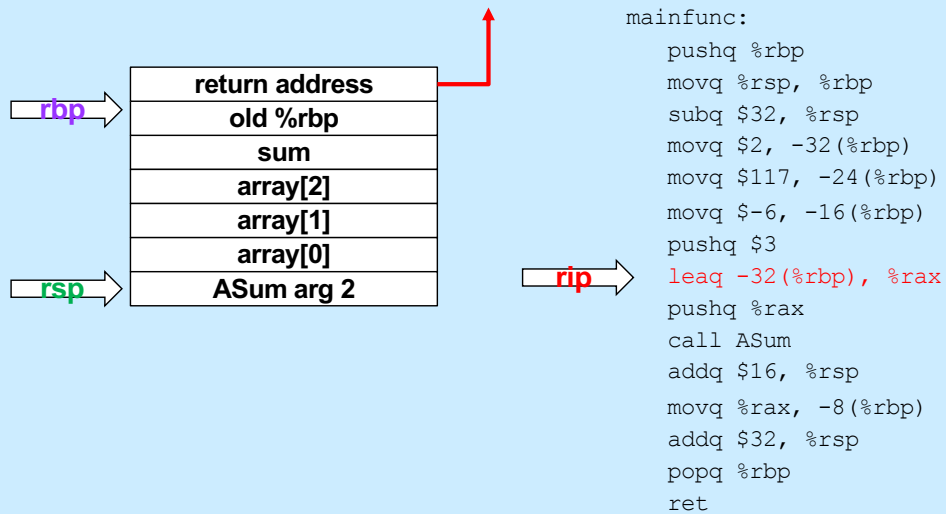 return address
rbp
old %rbp
sum
array[2]
array[1]
array[0]
rsp
ASum arg 2
rip
mainfunc:
pushq %rbp
movq %rsp, %rbp
subq $32, %rsp
movq $2, -32(%rbp)
movq $117, -24(%rbp)
movq $-6, -16(%rbp)
pushq $3
leaq -32(%rbp), %rax
pushq %rax
call ASum
addq $16, %rsp
movq %rax, -8(%rbp)
addq $32, %rsp
popq %rbp
ret